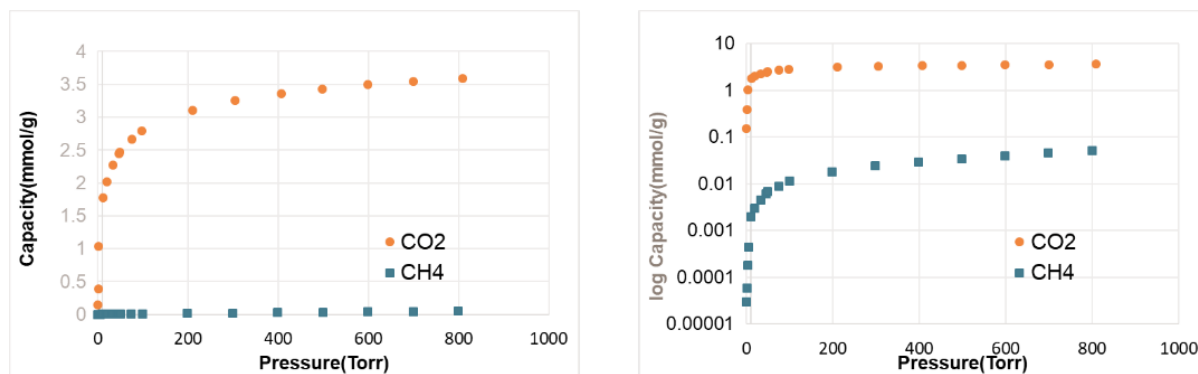 4
3.5
3
2.5
2
1.5
1
0.5
0
0 200 400 600 800 1000
Capacity(mmol/g)
Pressure(Torr)
CO2
CH4
10
1
0.1
0.01
0.001
0.0001
0.00001
0 200 400 600 800 1000
log Capacity(mmol/g)
Pressure(Torr)
CO2
CH4